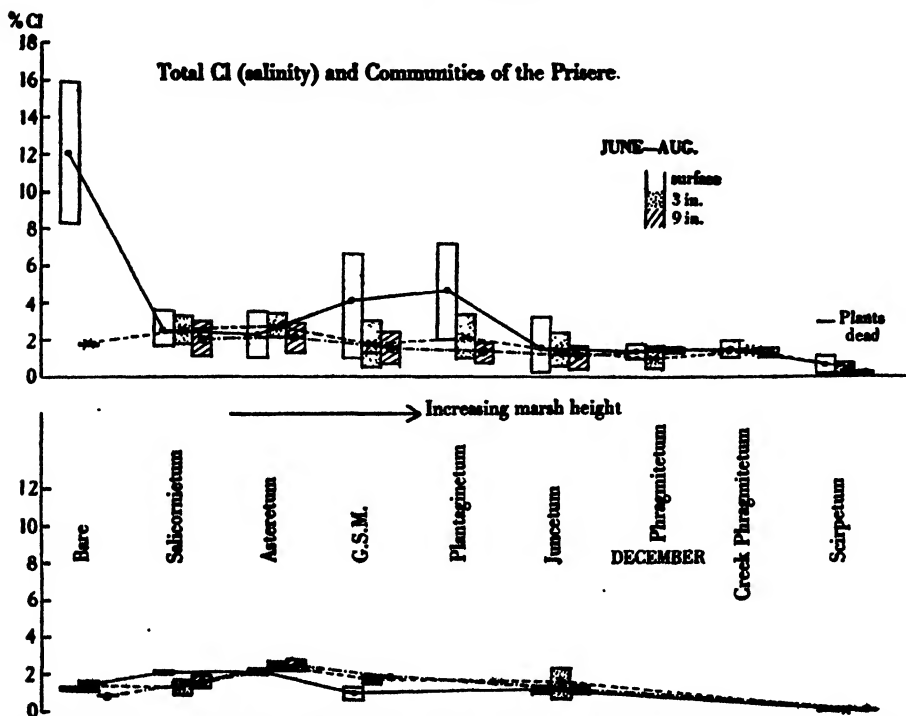 % Cl
18
Total Cl (salinity) and Communities of the Prisere.
16
14
JUNE—AUG.
surface
12
3 in.
10
9 in.
8
6
4
Plants
dead
2
0
Increasing marsh height
12
10
Bare
Salicornietum
Asteretum
G.S.M.
Plantaginetum
Juncetum
Phragmitetum
Creek Phragmitetum
Scirpetum
8
DECEMBER
6
4
2
0